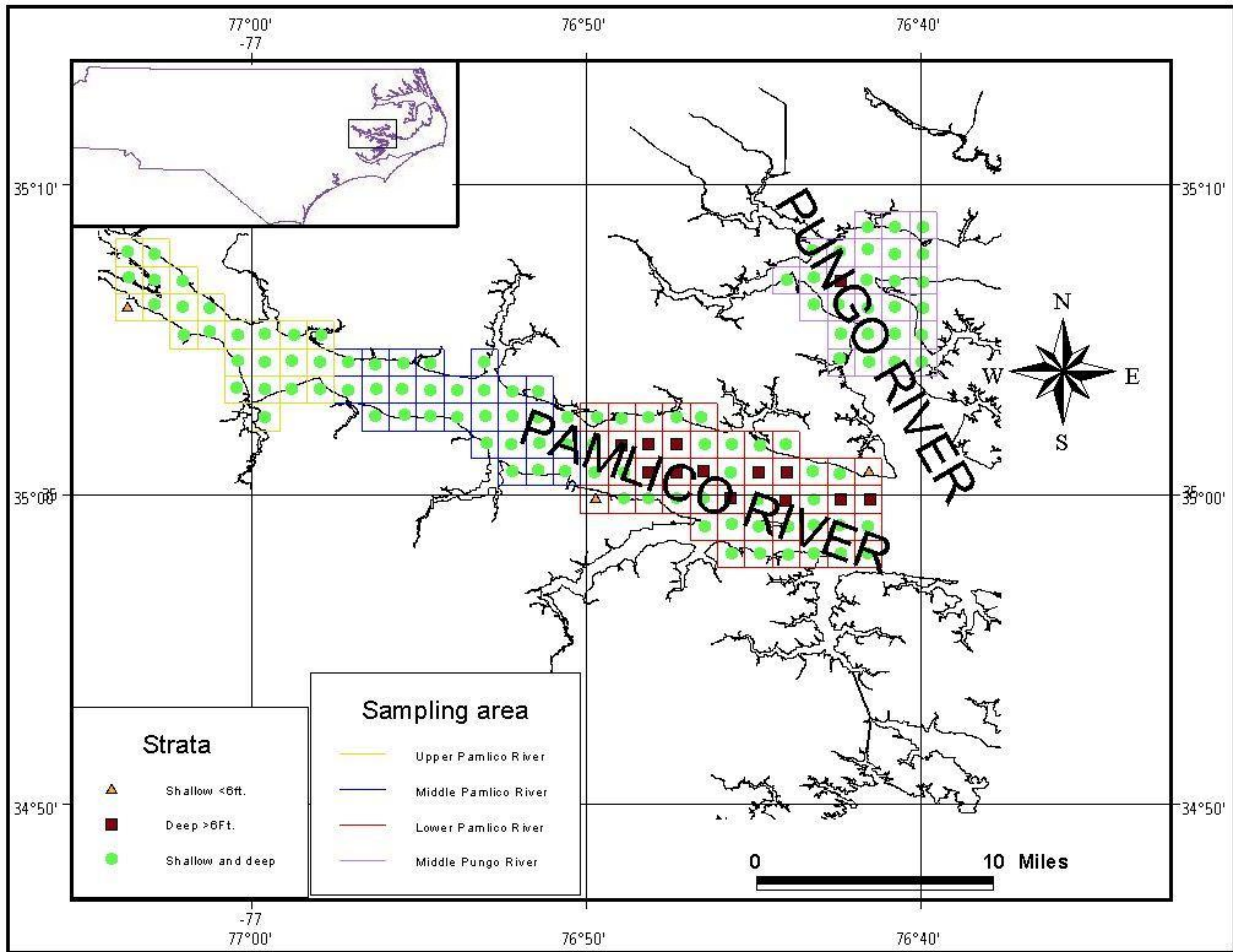 77°00'
-77
76°50'
76°40'
35°10'
35°10'
PUNGO RIVER
N
W
E
S
PAMLICO RIVER
35°00'
35°00'
Strata
Shallow <6ft.
Deep >6Ft.
Shallow and deep
Sampling area
Upper Pamlico River
Middle Pamlico River
Lower Pamlico River
Middle Pungo River
34°50'
34°50'
0
10 Miles
-77
77°00'
76°50'
76°40'